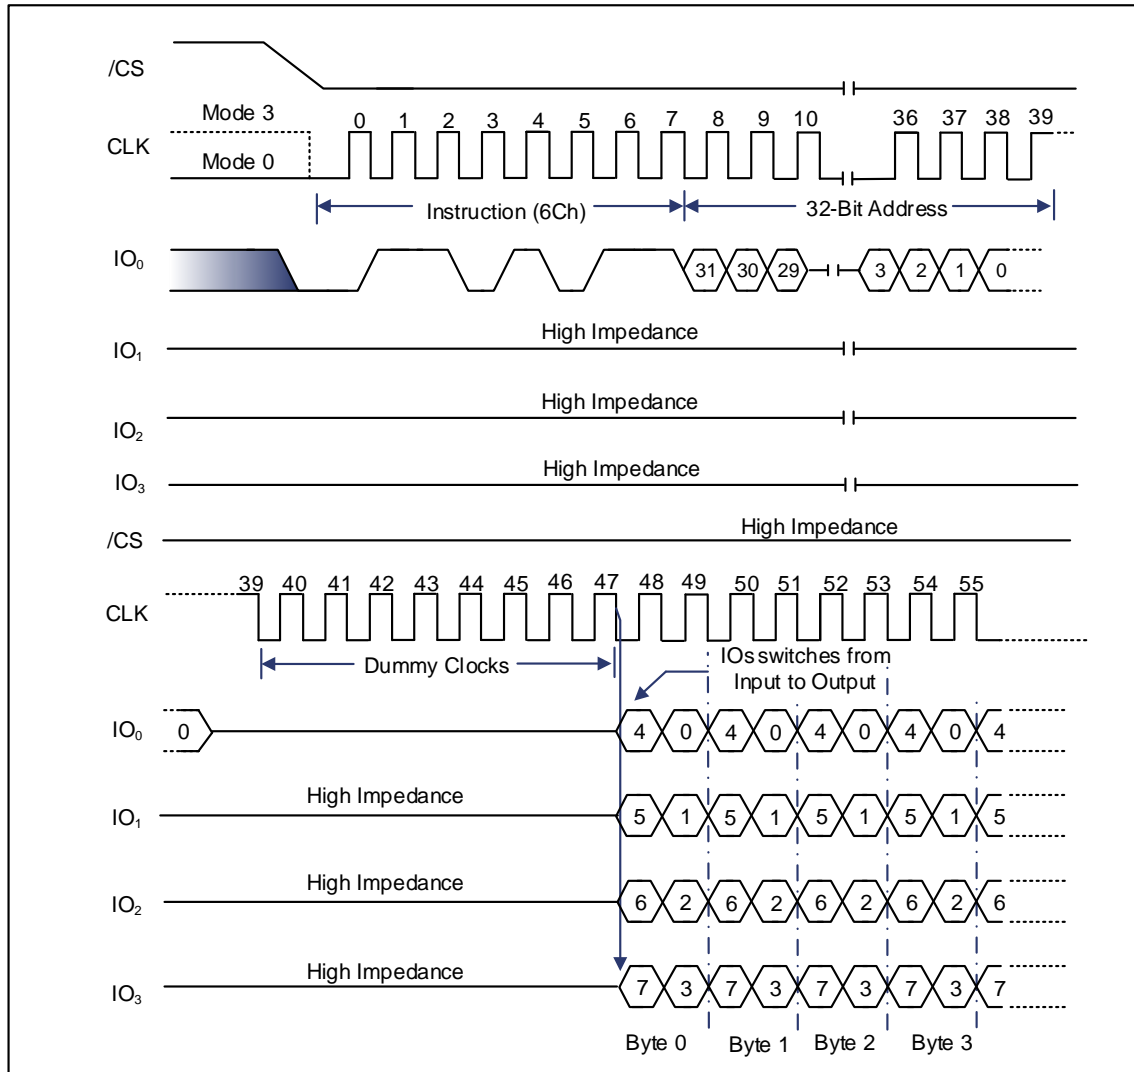 /CS
Mode 3
CLK
Mode 0
0 1 2 3 4 5 6 7 8 9 10 36 37 38 39
Instruction (6Ch) 32-Bit Address
IO0 31 30 29 3 2 1 0
High Impedance
IO1
High Impedance
IO2
High Impedance
IO3
High Impedance
/CS
39 40 41 42 43 44 45 46 47 48 49 50 51 52 53 54 55
CLK
Dummy Clocks
IOs switches from
Input to Output
IO0 0 4 0 4 0 4 0 4 0 4
High Impedance
IO1 5 1 5 1 5 1 5 1 5
High Impedance
IO2 6 2 6 2 6 2 6 2 6
High Impedance
IO3 7 3 7 3 7 3 7 3 7
Byte 0 Byte 1 Byte 2 Byte 3